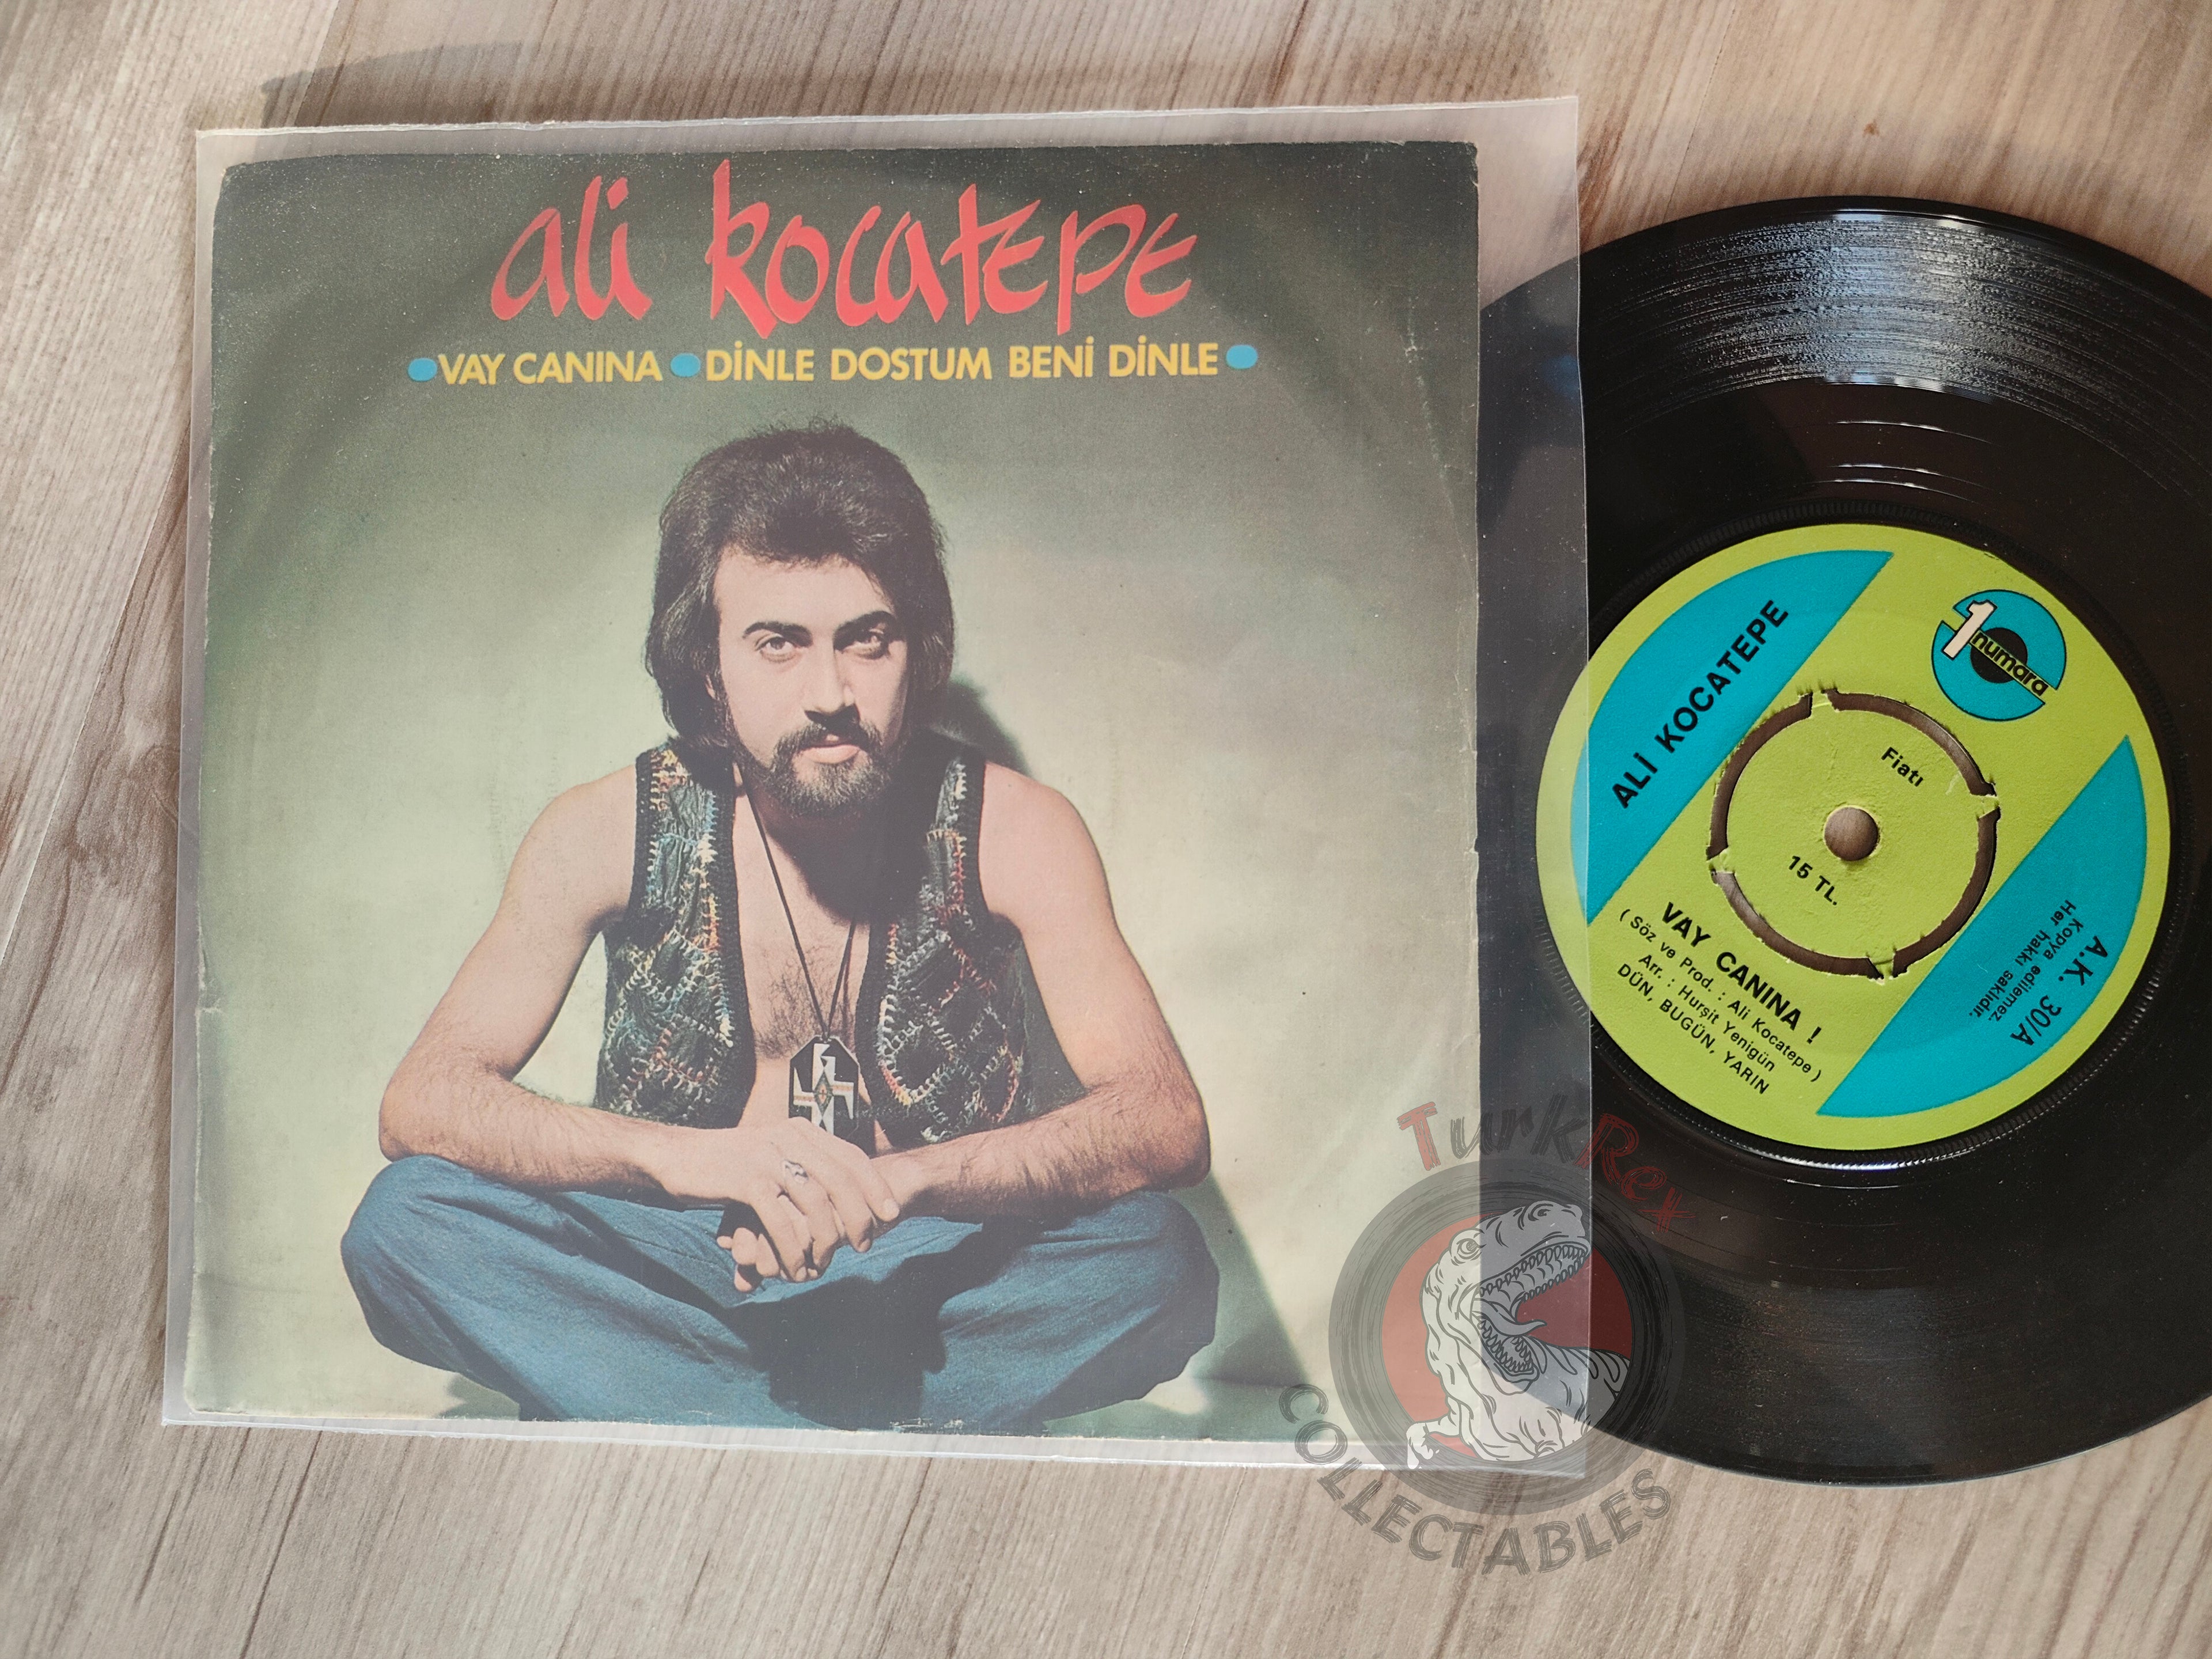 ali kocatepe
VAY CANINA DİNLE DOSTUM BENİ DİNLE
1 numara
ALİ KOCATEPE
Fiatı
15 TL.
VAY CANINA !
( Söz ve Prod. : Ali Kocatepe )
Arr. : Hurşit Yenigün
DÜN, BUGÜN, YARIN
A.K. 30/A
Kopya edilemez.
Her hakkı saklıdır.
TurkRex
COLLECTABLES